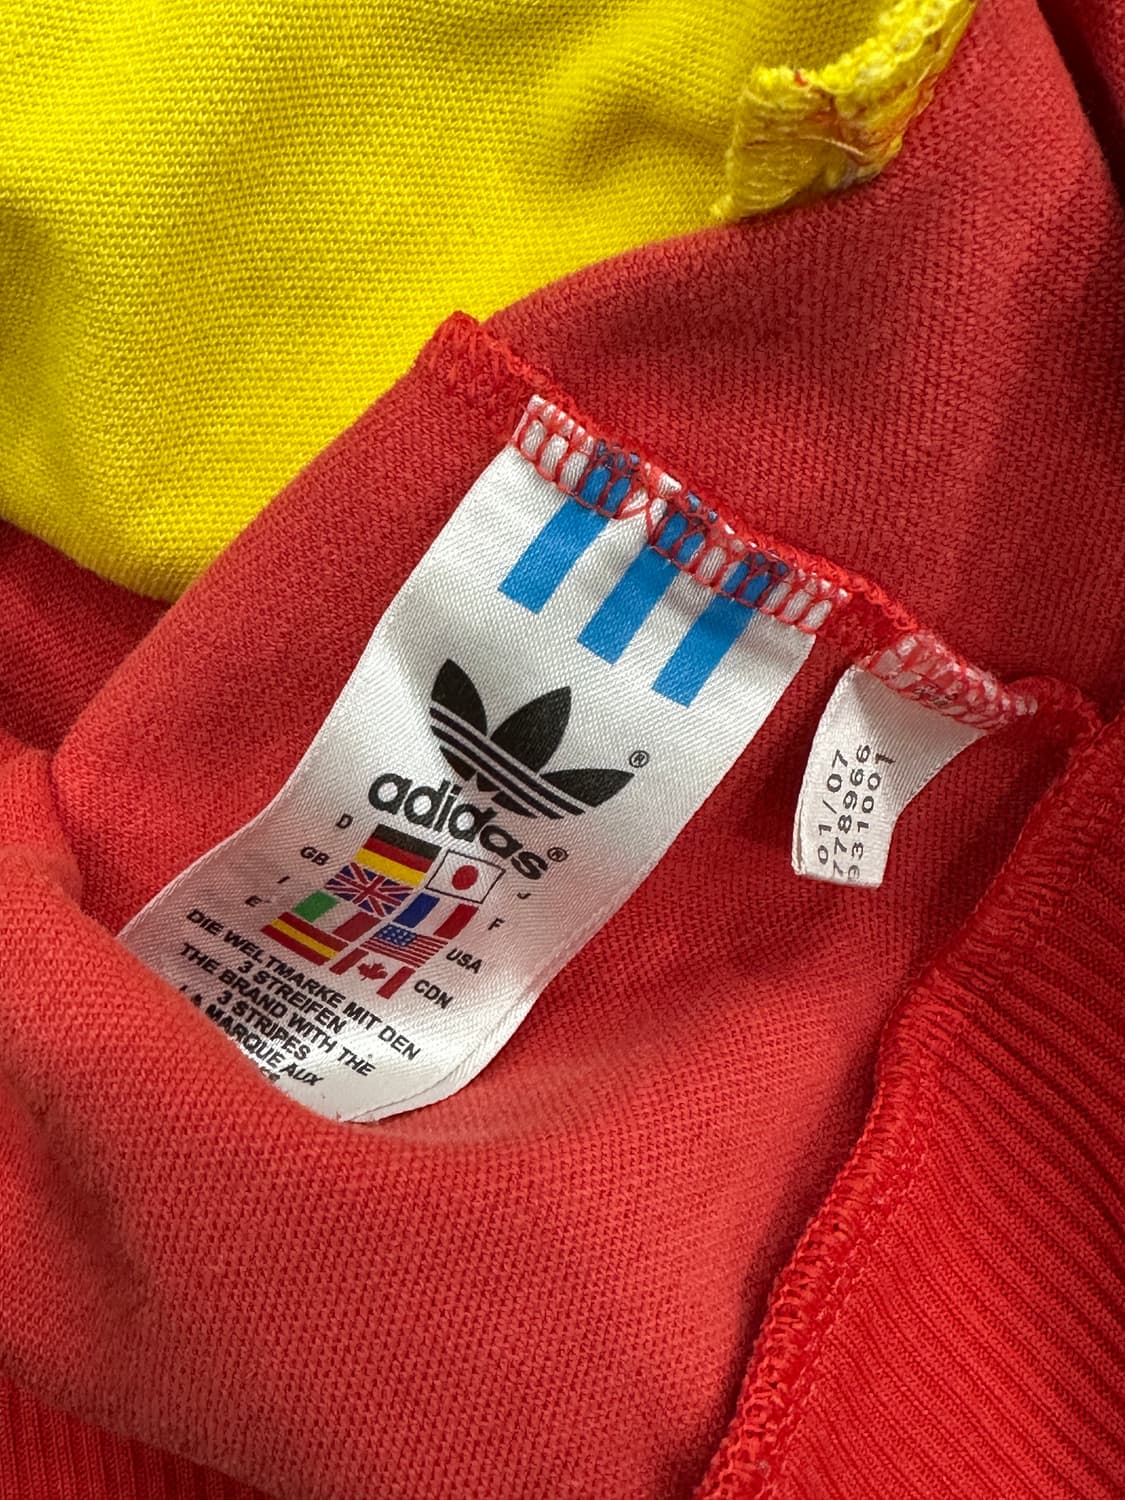 ®
adidas®
D
GB
J
I
F
E
USA
CDN
DIE WELTMARKE MIT DEN
3 STREIFEN
THE BRAND WITH THE
3 STRIPES
LA MARQUE AUX
01/07
778966
931001